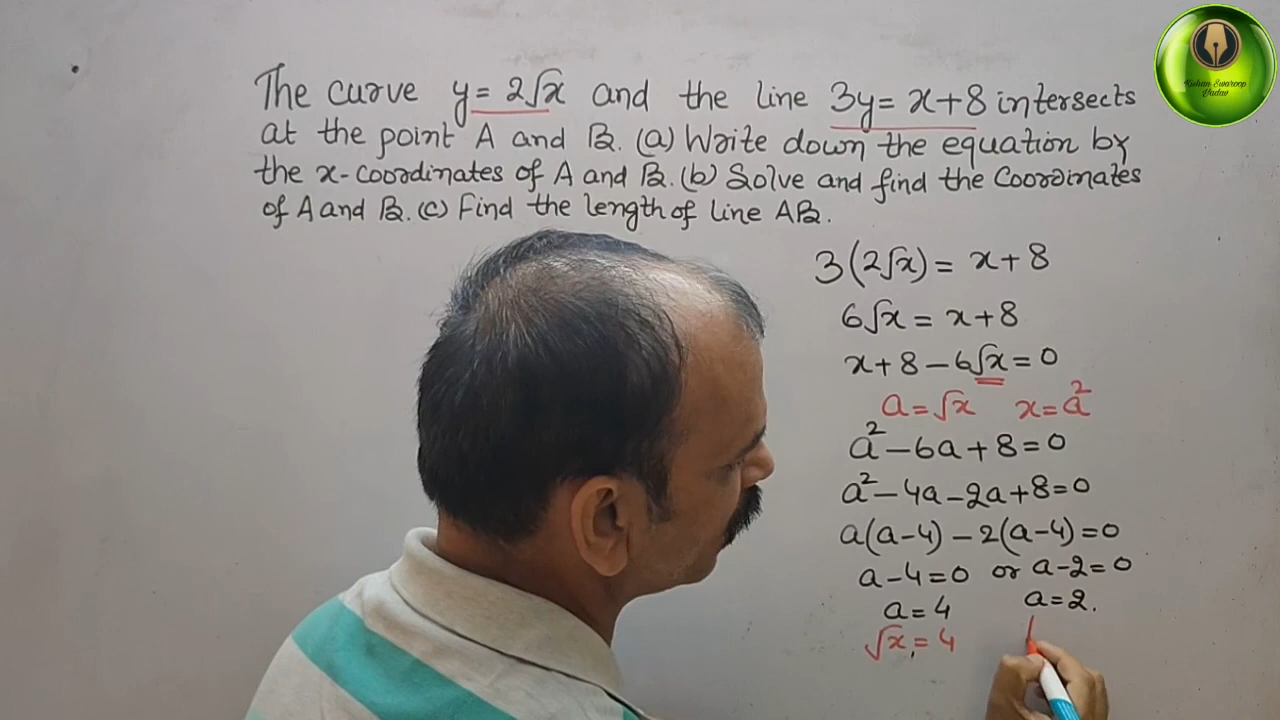 The curve y = 2√x and the line 3y = x+8 intersects
at the point A and B. (a) Write down the equation by
the x-coordinates of A and B. (b) Solve and find the Coordinates
of A and B. (c) Find the length of line AB.
3(2√x) = x+8
6√x = x+8
x+8-6√x = 0
a = √x x = a²
a² - 6a + 8 = 0
a² - 4a - 2a + 8 = 0
a(a-4) - 2(a-4) = 0
a-4=0 or a-2=0
a = 4 a = 2.
√x = 4
Kishan Swaroop
Yadav